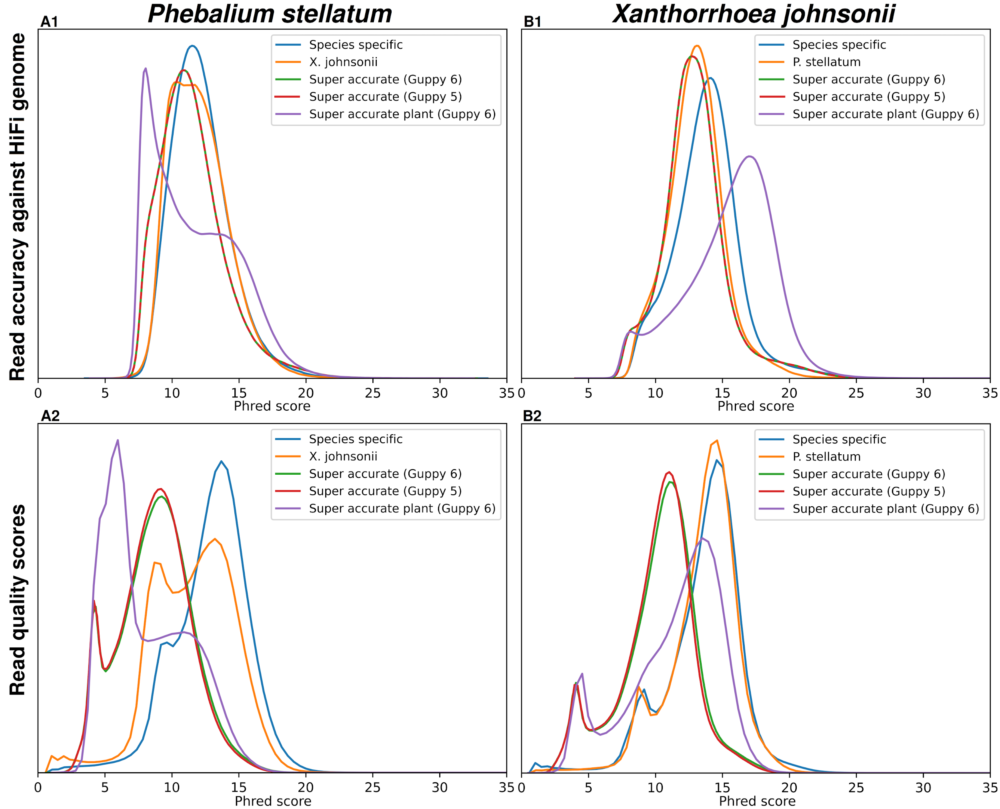 Phebalium stellatum
Xanthorrhoea johnsonii
A1
B1
Read accuracy against HiFi genome
Species specific
X. johnsonii
Super accurate (Guppy 6)
Super accurate (Guppy 5)
Super accurate plant (Guppy 6)
0 5 10 15 20 25 30 35
Phred score
Species specific
P. stellatum
Super accurate (Guppy 6)
Super accurate (Guppy 5)
Super accurate plant (Guppy 6)
0 5 10 15 20 25 30 35
Phred score
A2
B2
Read quality scores
Species specific
X. johnsonii
Super accurate (Guppy 6)
Super accurate (Guppy 5)
Super accurate plant (Guppy 6)
0 5 10 15 20 25 30 35
Phred score
Species specific
P. stellatum
Super accurate (Guppy 6)
Super accurate (Guppy 5)
Super accurate plant (Guppy 6)
0 5 10 15 20 25 30 35
Phred score